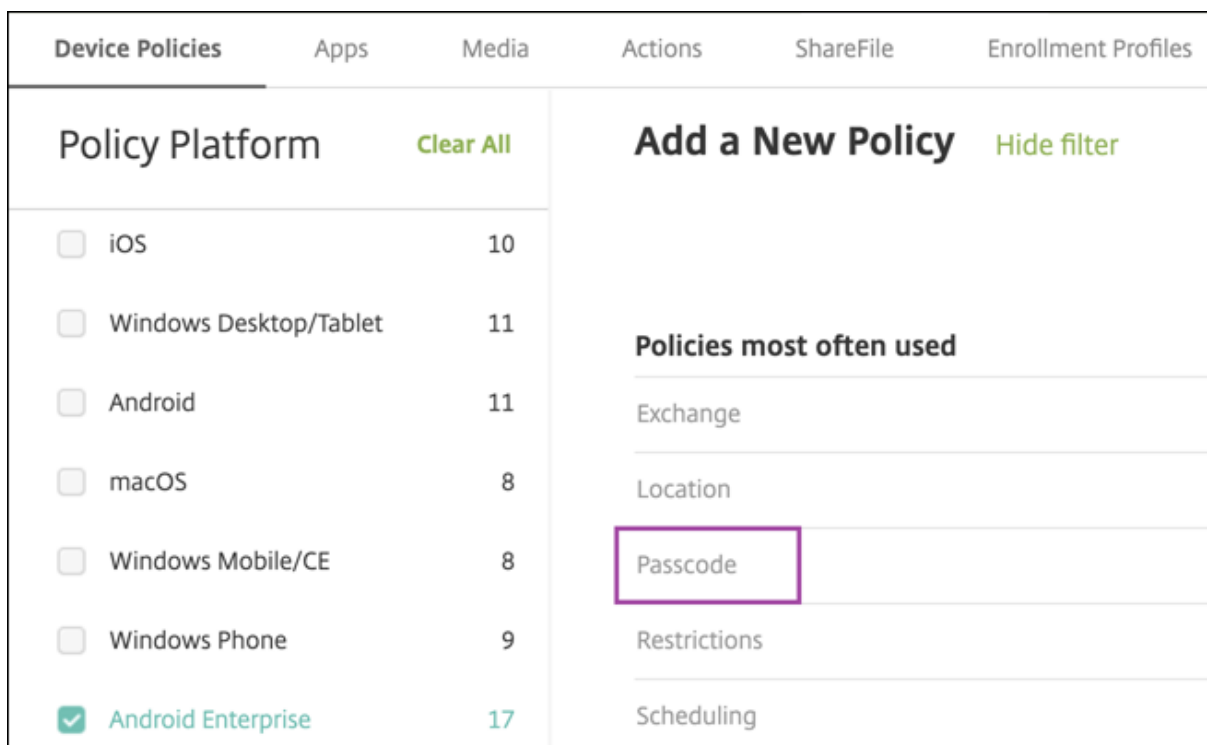 Device Policies Apps Media Actions ShareFile Enrollment Profiles
Policy Platform Clear All
iOS 10
Windows Desktop/Tablet 11
Android 11
macOS 8
Windows Mobile/CE 8
Windows Phone 9
Android Enterprise 17
Add a New Policy Hide filter
Policies most often used
Exchange
Location
Passcode
Restrictions
Scheduling